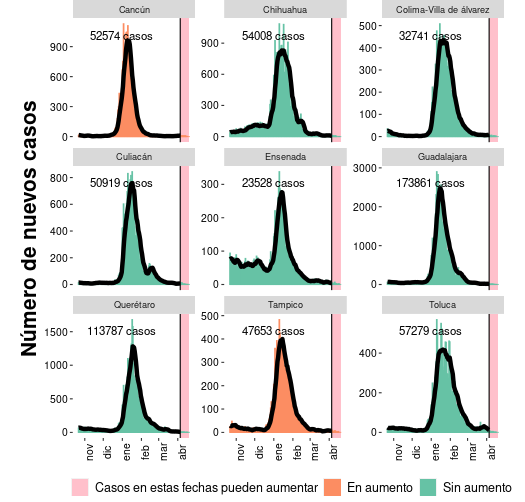 Número de nuevos casos
Cancún
Chihuahua
Colima-Villa de álvarez
52574 casos
54008 casos
32741 casos
900
600
300
0
900
600
300
0
500
400
300
200
100
0
Culiacán
Ensenada
Guadalajara
50919 casos
23528 casos
173861 casos
800
600
400
200
0
300
200
100
0
3000
2000
1000
0
Querétaro
Tampico
Toluca
113787 casos
47653 casos
57279 casos
1500
1000
500
0
500
400
300
200
100
0
400
200
0
nov
dic
ene
feb
mar
abr
nov
dic
ene
feb
mar
abr
nov
dic
ene
feb
mar
abr
Casos en estas fechas pueden aumentar
En aumento
Sin aumento